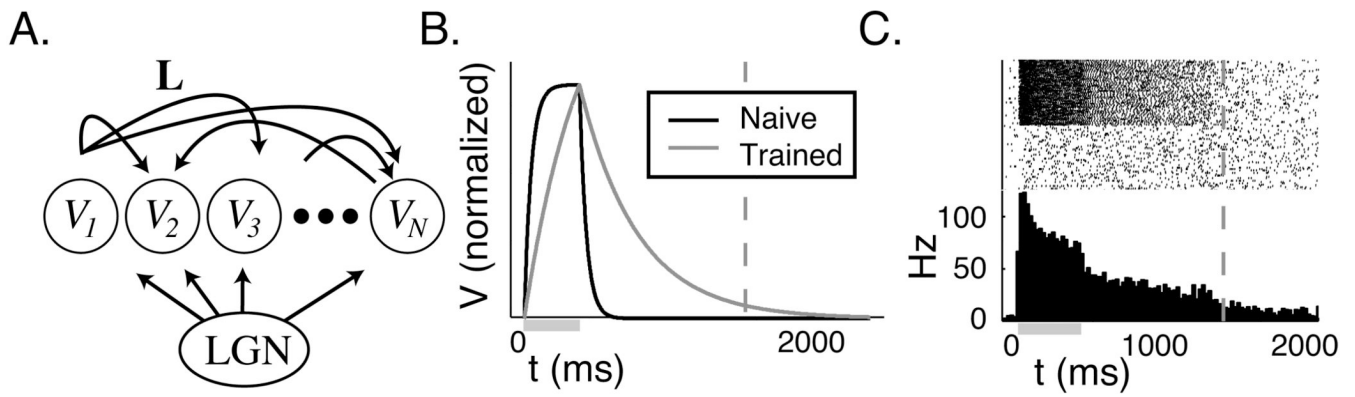 A.
L
V1 V2 V3 VN
LGN
B.
V (normalized)
Naive
Trained
0 2000
t (ms)
C.
Hz
100
50
0
0 1000 2000
t (ms)